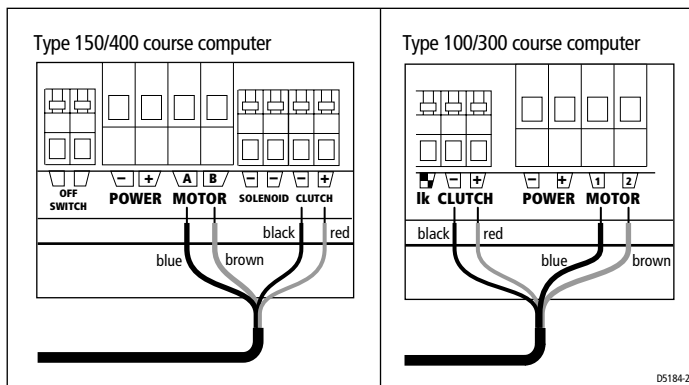 Type 150/400 course computer
OFF SWITCH
- + A B - - - +
POWER MOTOR SOLENOID CLUTCH
black red
blue brown
Type 100/300 course computer
- + - + 1 2
lk CLUTCH POWER MOTOR
black red
blue brown
D5184-2